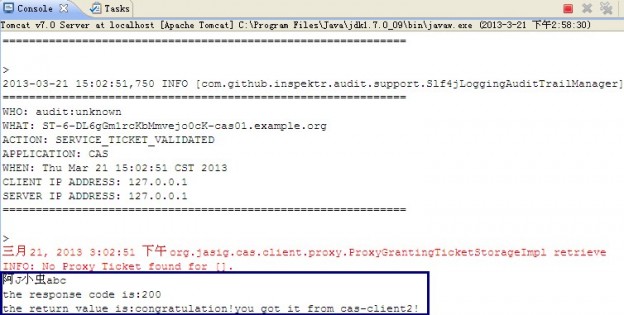 Console Tasks
Tomcat v7.0 Server at localhost [Apache Tomcat] C:\Program Files\Java\jdk1.7.0_09\bin\javaw.exe (2013-3-21 下午2:58:30)
=============================================================
>
2013-03-21 15:02:51,750 INFO [com.github.inspektr.audit.support.Slf4jLoggingAuditTrailManager]
=============================================================
WHO: audit:unknown
WHAT: ST-6-DL6gGm1rcKbMmvejo0cK-cas01.example.org
ACTION: SERVICE_TICKET_VALIDATED
APPLICATION: CAS
WHEN: Thu Mar 21 15:02:51 CST 2013
CLIENT IP ADDRESS: 127.0.0.1
SERVER IP ADDRESS: 127.0.0.1
=============================================================
>
三月 21, 2013 3:02:51 下午 org.jasig.cas.client.proxy.ProxyGrantingTicketStorageImpl retrieve
INFO: No Proxy Ticket found for [].
阿J小虫abc
the response code is:200
the return value is:congratulation!you got it from cas-client2!